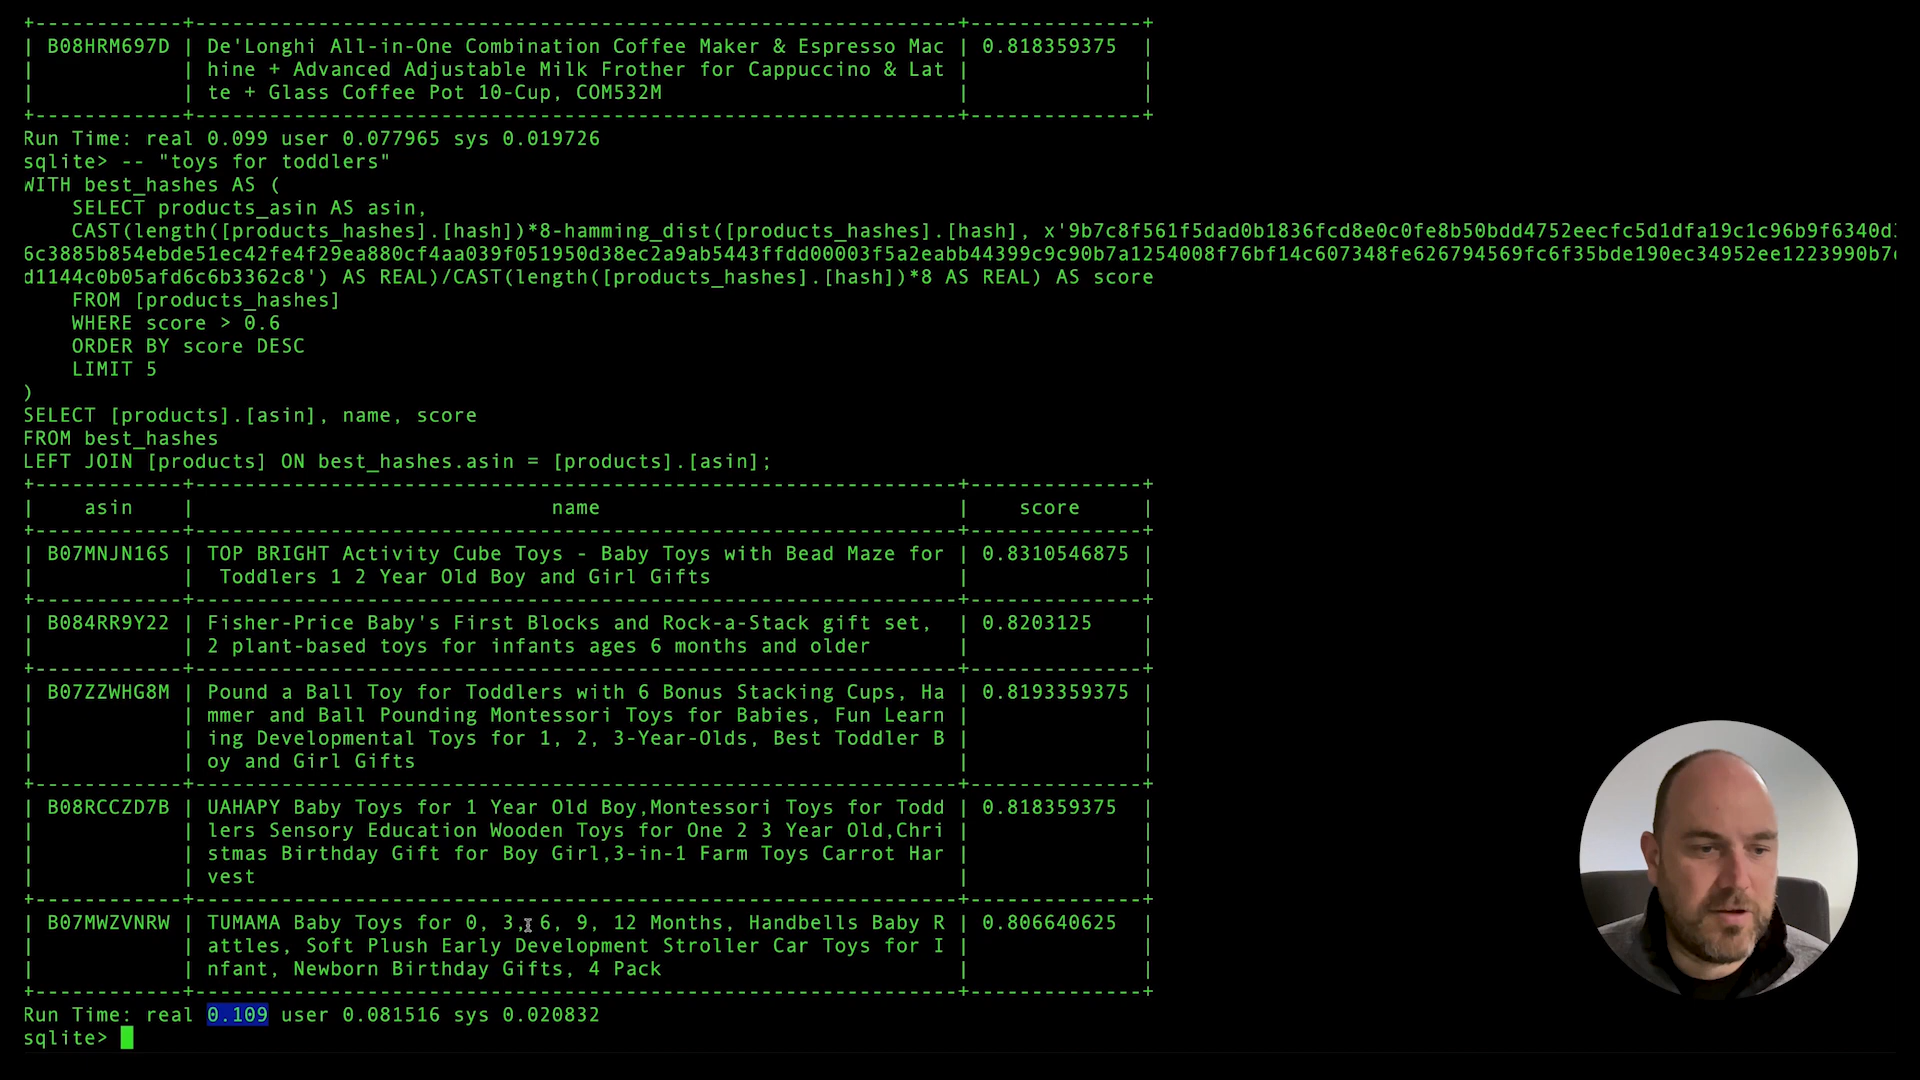 +------------+---------------------------------------------------------------+--------------+
| B08HRM697D | De'Longhi All-in-One Combination Coffee Maker & Espresso Mac | 0.818359375  |
|            | hine + Advanced Adjustable Milk Frother for Cappuccino & Lat |              |
|            | te + Glass Coffee Pot 10-Cup, COM532M                        |              |
+------------+---------------------------------------------------------------+--------------+
Run Time: real 0.099 user 0.077965 sys 0.019726
sqlite> -- "toys for toddlers"
WITH best_hashes AS (
    SELECT products_asin AS asin,
    CAST(length([products_hashes].[hash])*8-hamming_dist([products_hashes].[hash], x'9b7c8f561f5dad0b1836fcd8e0c0fe8b50bdd4752eecfc5d1dfa19c1c96b9f6340d
6c3885b854ebde51ec42fe4f29ea880cf4aa039f051950d38ec2a9ab5443ffdd00003f5a2eabb44399c9c90b7a1254008f76bf14c607348fe626794569fc6f35bde190ec34952ee1223990b7
d1144c0b05afd6c6b3362c8') AS REAL)/CAST(length([products_hashes].[hash])*8 AS REAL) AS score
    FROM [products_hashes]
    WHERE score > 0.6
    ORDER BY score DESC
    LIMIT 5
)
SELECT [products].[asin], name, score
FROM best_hashes
LEFT JOIN [products] ON best_hashes.asin = [products].[asin];
+------------+--------------------------------------------------------------+--------------+
|    asin    |                             name                             |    score     |
+------------+--------------------------------------------------------------+--------------+
| B07MNJN16S | TOP BRIGHT Activity Cube Toys - Baby Toys with Bead Maze for | 0.8310546875 |
|            |  Toddlers 1 2 Year Old Boy and Girl Gifts                    |              |
+------------+--------------------------------------------------------------+--------------+
| B084RR9Y22 | Fisher-Price Baby's First Blocks and Rock-a-Stack gift set,  | 0.8203125    |
|            | 2 plant-based toys for infants ages 6 months and older       |              |
+------------+--------------------------------------------------------------+--------------+
| B07ZZWHG8M | Pound a Ball Toy for Toddlers with 6 Bonus Stacking Cups, Ha | 0.8193359375 |
|            | mmer and Ball Pounding Montessori Toys for Babies, Fun Learn |              |
|            | ing Developmental Toys for 1, 2, 3-Year-Olds, Best Toddler B |              |
|            | oy and Girl Gifts                                            |              |
+------------+--------------------------------------------------------------+--------------+
| B08RCCZD7B | UAHAPY Baby Toys for 1 Year Old Boy,Montessori Toys for Todd | 0.818359375  |
|            | lers Sensory Education Wooden Toys for One 2 3 Year Old,Chri |              |
|            | stmas Birthday Gift for Boy Girl,3-in-1 Farm Toys Carrot Har |              |
|            | vest                                                         |              |
+------------+--------------------------------------------------------------+--------------+
| B07MWZVNRW | TUMAMA Baby Toys for 0, 3, 6, 9, 12 Months, Handbells Baby R | 0.806640625  |
|            | attles, Soft Plush Early Development Stroller Car Toys for I |              |
|            | nfant, Newborn Birthday Gifts, 4 Pack                        |              |
+------------+--------------------------------------------------------------+--------------+
Run Time: real 0.109 user 0.081516 sys 0.020832
sqlite>